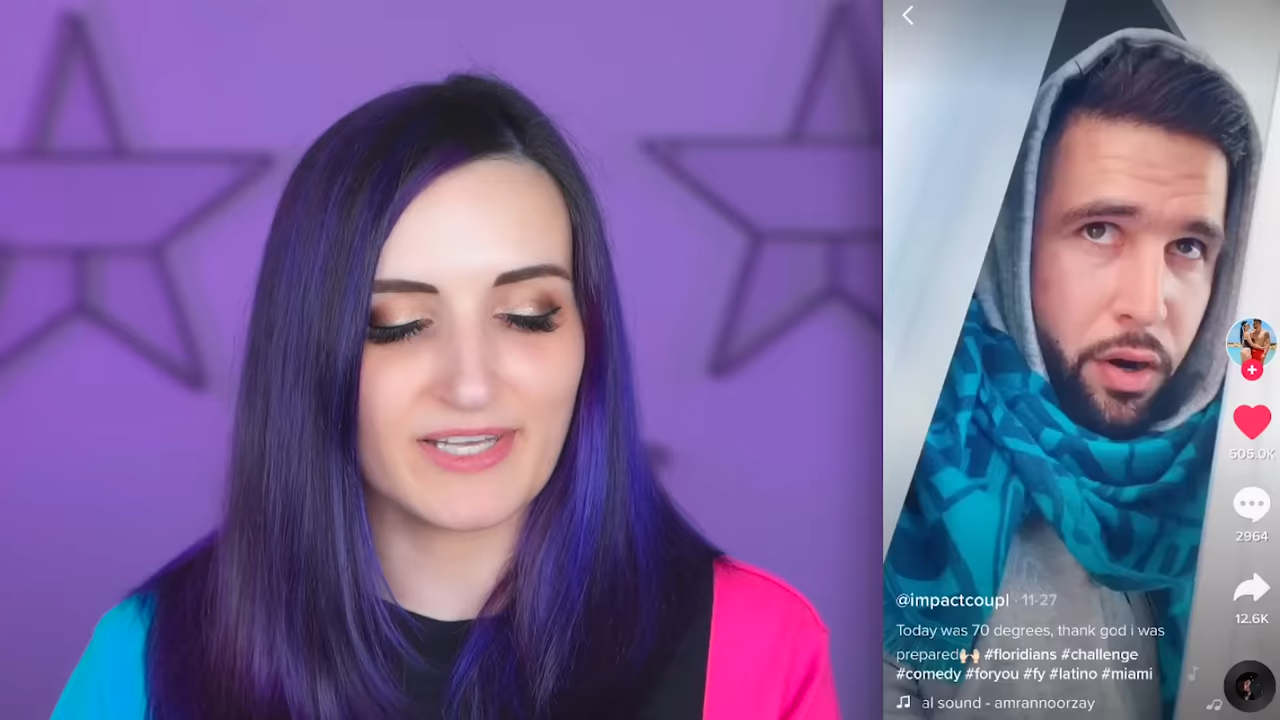 @impactcoupl · 11-27
Today was 70 degrees, thank god i was
prepared🙌🏻 #floridians #challenge
#comedy #foryou #fy #latino #miami
al sound - amrannoorzay
505.0K
2964
12.6K